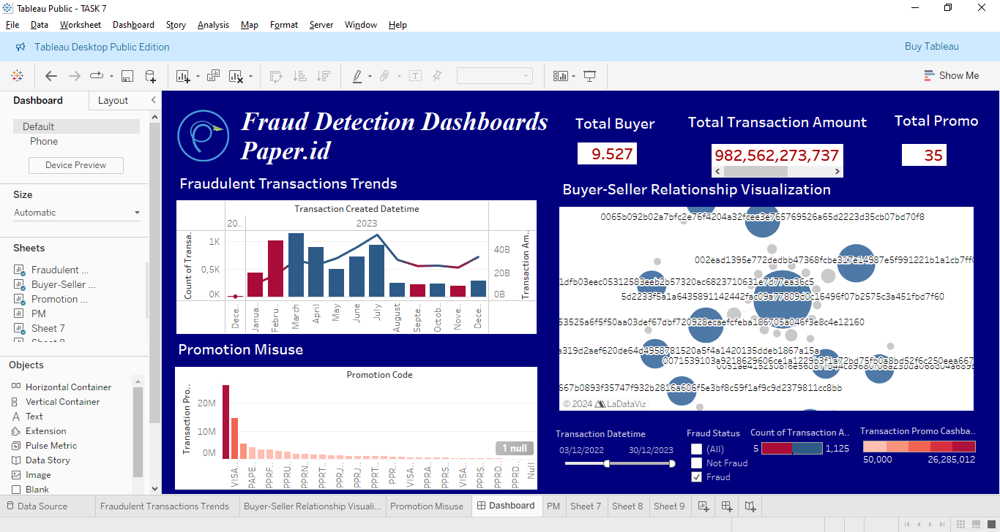 Tableau Public - TASK 7
File Data Worksheet Dashboard Story Analysis Map Format Server Window Help
Tableau Desktop Public Edition
Buy Tableau
Show Me
Dashboard Layout
Default
Phone
Device Preview
Size
Automatic
Sheets
Fraudulent ...
Buyer-Seller ...
Promotion ...
PM
Sheet 7
Sheet 8
Objects
Horizontal Container
Vertical Container
Text
Extension
Pulse Metric
Data Story
Image
Blank
Fraud Detection Dashboards
Paper.id
Total Buyer
9.527
Total Transaction Amount
982,562,273,737
Total Promo
35
Fraudulent Transactions Trends
Transaction Created Datetime
20.. 2023
Count of Transa..
1K
0,5K
0K
Transaction Am..
40B
20B
0B
Dece.. Janua.. Febru.. March April May June July August Septe.. Octob.. Nove.. Dece..
Promotion Misuse
Promotion Code
Transaction Pro..
20M
10M
0M
1 null
VISA.. PAPE.. PPRF.. PPRU.. PPRN.. PPRT.. PPRJ.. PPRJ.. PPRT.. PPR.. VISA.. PPRA.. PPRS.. VISA.. PPRS.. PPRD.. PPRD.. Null
Buyer-Seller Relationship Visualization
0065b092b02a7bfc2e76f4204a32fcee3e765769526a65d2223d35cb07bd70f8
002ead1395e772dedbb47368fcbe317e14987e5f991221b1a1cb7ff0
1dfb03eec05312583eeb2b57320ac6823710631e7d77ea36c5
5d2233f5a1a6435891142442fac09a77809d0c16496f07b2575c3a451fbd7f60
53525a6f5f50aa03def67dbf720928ecaefcfeba186705a046f3e8c4e12160
a319d2aef620de64d4958781520a5f4a1420135ddeb1867a15a
0071539103a9218629606ce1a1229b3f1a72bd75fb0a8bd52f6c250eea667
667b0893f35747f932b2816a606f5e3bf8c59f1af9c9d2379811cc8bb
© 2024 LaDataViz
Transaction Datetime
03/12/2022 30/12/2023
Fraud Status
(All)
Not Fraud
Fraud
Count of Transaction A..
5 1,125
Transaction Promo Cashba..
50,000 26,285,012
Data Source Fraudulent Transactions Trends Buyer-Seller Relationship Visuali... Promotion Misuse Dashboard PM Sheet 7 Sheet 8 Sheet 9